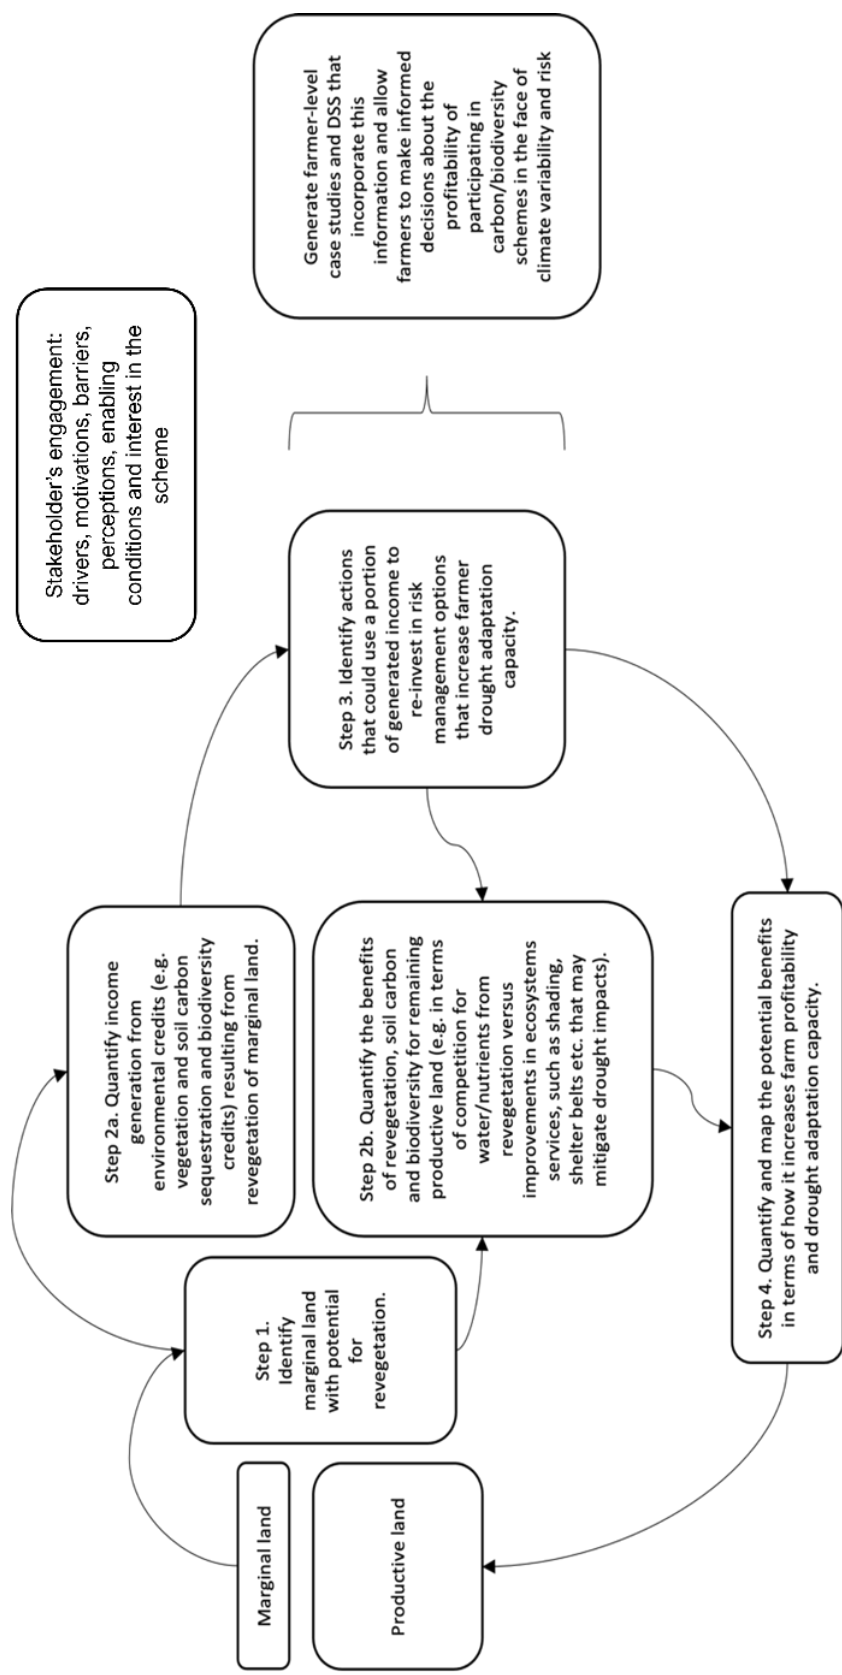 Marginal land
Productive land
Step 1.
Identify
marginal land
with potential
for
revegetation.
Step 2a. Quantify income
generation from
environmental credits (e.g.
vegetation and soil carbon
sequestration and biodiversity
credits) resulting from
revegetation of marginal land.
Step 2b. Quantify the benefits
of revegetation, soil carbon
and biodiversity for remaining
productive land (e.g. in terms
of competition for
water/nutrients from
revegetation versus
improvements in ecosystems
services, such as shading,
shelter belts etc. that may
mitigate drought impacts).
Step 3. Identify actions
that could use a portion
of generated income to
re-invest in risk
management options
that increase farmer
drought adaptation
capacity.
Step 4. Quantify and map the potential benefits
in terms of how it increases farm profitability
and drought adaptation capacity.
Stakeholder's engagement:
drivers, motivations, barriers,
perceptions, enabling
conditions and interest in the
scheme
Generate farmer-level
case studies and DSS that
incorporate this
information and allow
farmers to make informed
decisions about the
profitability of
participating in
carbon/biodiversity
schemes in the face of
climate variability and risk